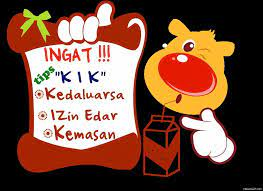 INGAT !!!
tips "K I K"
Kedaluarsa
IZin Edar
Kemasan